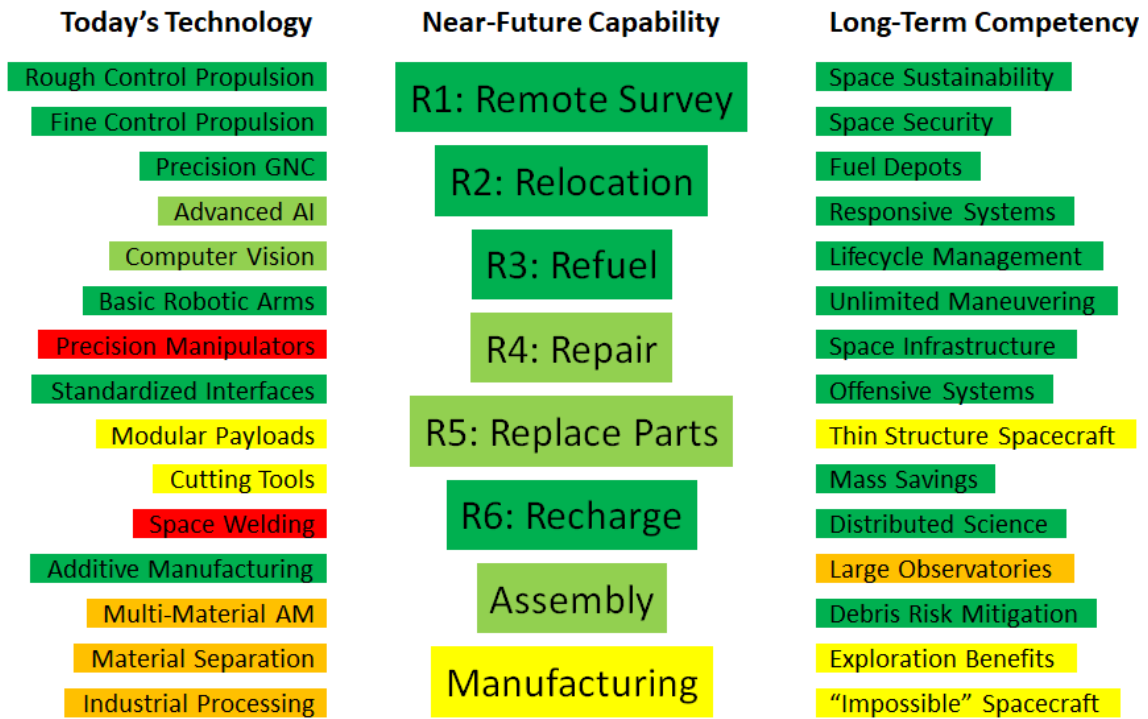 Today’s Technology
Rough Control Propulsion
Fine Control Propulsion
Precision GNC
Advanced AI
Computer Vision
Basic Robotic Arms
Precision Manipulators
Standardized Interfaces
Modular Payloads
Cutting Tools
Space Welding
Additive Manufacturing
Multi-Material AM
Material Separation
Industrial Processing
Near-Future Capability
R1: Remote Survey
R2: Relocation
R3: Refuel
R4: Repair
R5: Replace Parts
R6: Recharge
Assembly
Manufacturing
Long-Term Competency
Space Sustainability
Space Security
Fuel Depots
Responsive Systems
Lifecycle Management
Unlimited Maneuvering
Space Infrastructure
Offensive Systems
Thin Structure Spacecraft
Mass Savings
Distributed Science
Large Observatories
Debris Risk Mitigation
Exploration Benefits
“Impossible” Spacecraft